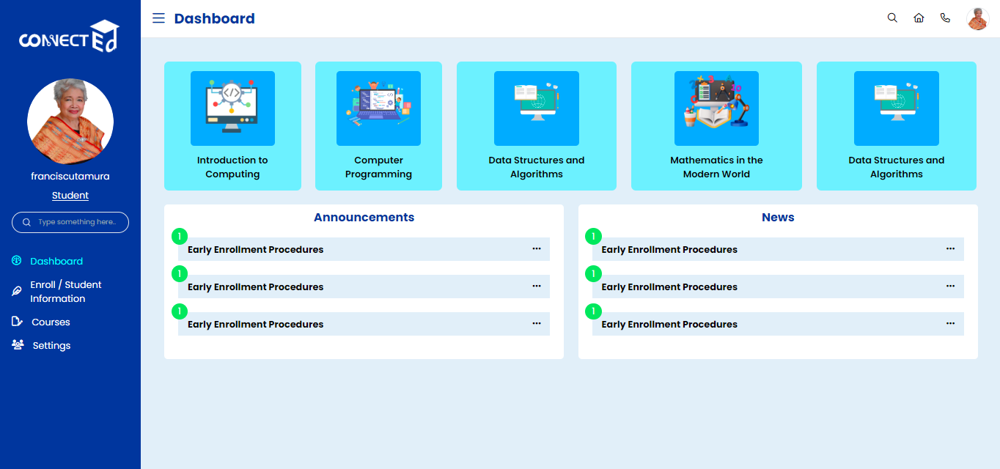 CONNECT Ed
Dashboard
franciscutamura
Student
Type something here..
Dashboard
Enroll / Student
Information
Courses
Settings
Introduction to
Computing
Computer
Programming
Data Structures and
Algorithms
Mathematics in the
Modern World
Data Structures and
Algorithms
Announcements
1
Early Enrollment Procedures
1
Early Enrollment Procedures
1
Early Enrollment Procedures
News
1
Early Enrollment Procedures
1
Early Enrollment Procedures
1
Early Enrollment Procedures